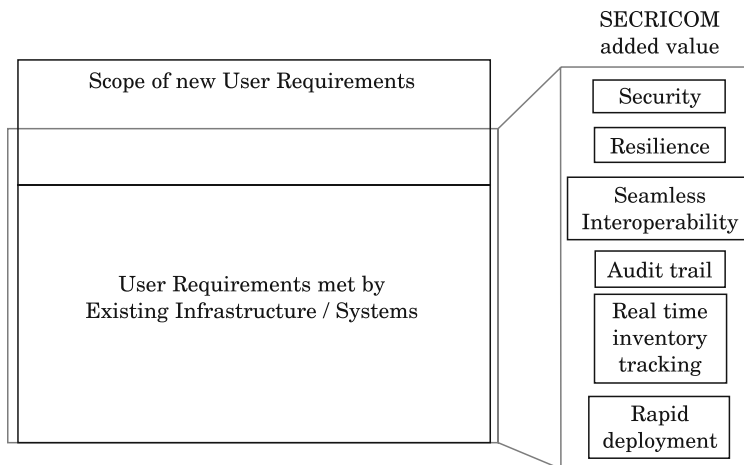 SECRICOM
added value
Scope of new User Requirements
Security
Resilience
Seamless
Interoperability
User Requirements met by
Existing Infrastructure / Systems
Audit trail
Real time
inventory
tracking
Rapid
deployment